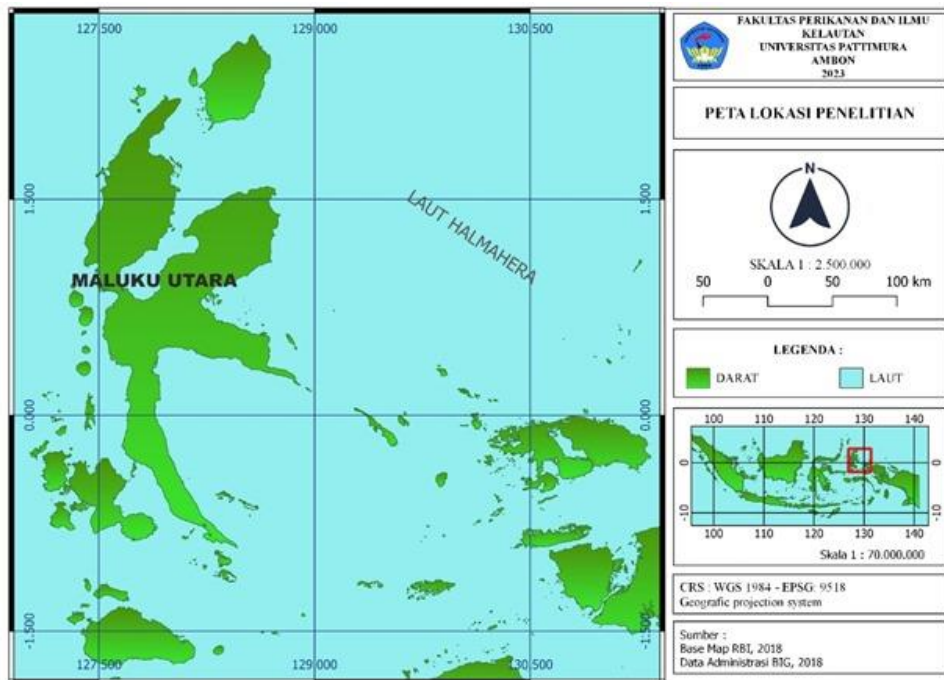 127.500 129.000 130.500
1.500 1.500
LAUT HALMAHERA
MALUKU UTARA
0.000 0.000
-1.500 -1.500
127.500 129.000 130.500
FAKULTAS PERIKANAN DAN ILMU
KELAUTAN
UNIVERSITAS PATTIMURA
AMBON
2023
PETA LOKASI PENELITIAN
N
SKALA 1 : 2.500.000
50 0 50 100 km
LEGENDA :
DARAT LAUT
100 110 120 130 140
0 0
-10 -10
100 110 120 130 140
Skala 1 : 70.000.000
CRS : WGS 1984 - EPSG: 9518
Geografic projection system
Sumber :
Base Map RBI, 2018
Data Administrasi BIG, 2018